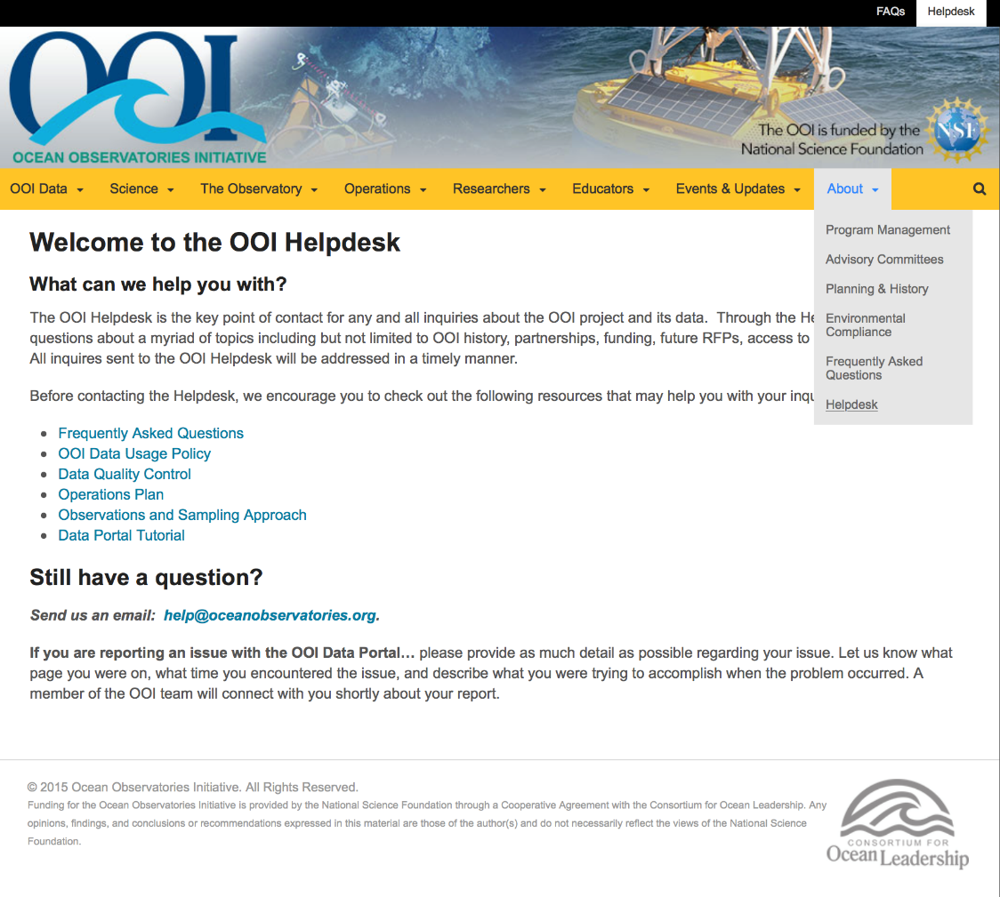 FAQs Helpdesk
OOI
OCEAN OBSERVATORIES INITIATIVE
The OOI is funded by the
National Science Foundation
NSF
OOI Data Science The Observatory Operations Researchers Educators Events & Updates About
Program Management
Advisory Committees
Planning & History
Environmental
Compliance
Frequently Asked
Questions
Helpdesk
Welcome to the OOI Helpdesk
What can we help you with?
The OOI Helpdesk is the key point of contact for any and all inquiries about the OOI project and its data. Through the
questions about a myriad of topics including but not limited to OOI history, partnerships, funding, future RFPs, access to
All inquires sent to the OOI Helpdesk will be addressed in a timely manner.
Before contacting the Helpdesk, we encourage you to check out the following resources that may help you with your
Frequently Asked Questions
OOI Data Usage Policy
Data Quality Control
Operations Plan
Observations and Sampling Approach
Data Portal Tutorial
Still have a question?
Send us an email: help@oceanobservatories.org.
If you are reporting an issue with the OOI Data Portal… please provide as much detail as possible regarding your issue. Let us know what
page you were on, what time you encountered the issue, and describe what you were trying to accomplish when the problem occurred. A
member of the OOI team will connect with you shortly about your report.
© 2015 Ocean Observatories Initiative. All Rights Reserved.
Funding for the Ocean Observatories Initiative is provided by the National Science Foundation through a Cooperative Agreement with the Consortium for Ocean Leadership. Any
opinions, findings, and conclusions or recommendations expressed in this material are those of the author(s) and do not necessarily reflect the views of the National Science
Foundation.
CONSORTIUM FOR
Ocean Leadership